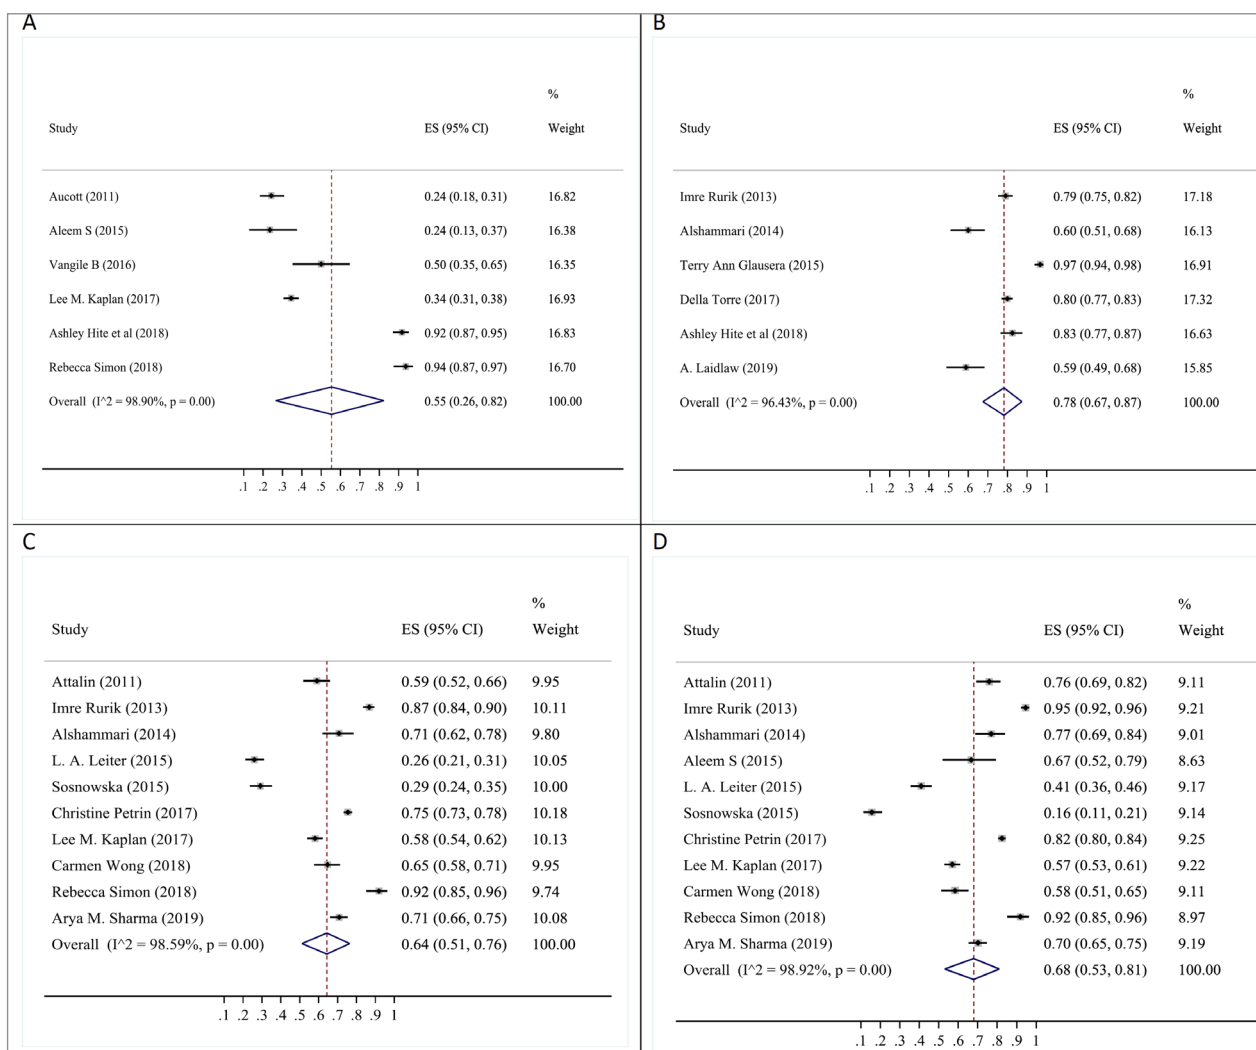 A
%
Study ES (95% CI) Weight
Aucott (2011) 0.24 (0.18, 0.31) 16.82
Aleem S (2015) 0.24 (0.13, 0.37) 16.38
Vangile B (2016) 0.50 (0.35, 0.65) 16.35
Lee M. Kaplan (2017) 0.34 (0.31, 0.38) 16.93
Ashley Hite et al (2018) 0.92 (0.87, 0.95) 16.83
Rebecca Simon (2018) 0.94 (0.87, 0.97) 16.70
Overall (I^2 = 98.90%, p = 0.00) 0.55 (0.26, 0.82) 100.00
.1 .2 .3 .4 .5 .6 .7 .8 .9 1
B
%
Study ES (95% CI) Weight
Imre Rurik (2013) 0.79 (0.75, 0.82) 17.18
Alshammari (2014) 0.60 (0.51, 0.68) 16.13
Terry Ann Glausera (2015) 0.97 (0.94, 0.98) 16.91
Della Torre (2017) 0.80 (0.77, 0.83) 17.32
Ashley Hite et al (2018) 0.83 (0.77, 0.87) 16.63
A. Laidlaw (2019) 0.59 (0.49, 0.68) 15.85
Overall (I^2 = 96.43%, p = 0.00) 0.78 (0.67, 0.87) 100.00
.1 .2 .3 .4 .5 .6 .7 .8 .9 1
C
%
Study ES (95% CI) Weight
Attalin (2011) 0.59 (0.52, 0.66) 9.95
Imre Rurik (2013) 0.87 (0.84, 0.90) 10.11
Alshammari (2014) 0.71 (0.62, 0.78) 9.80
L. A. Leiter (2015) 0.26 (0.21, 0.31) 10.05
Sosnowska (2015) 0.29 (0.24, 0.35) 10.00
Christine Petrin (2017) 0.75 (0.73, 0.78) 10.18
Lee M. Kaplan (2017) 0.58 (0.54, 0.62) 10.13
Carmen Wong (2018) 0.65 (0.58, 0.71) 9.95
Rebecca Simon (2018) 0.92 (0.85, 0.96) 9.74
Arya M. Sharma (2019) 0.71 (0.66, 0.75) 10.08
Overall (I^2 = 98.59%, p = 0.00) 0.64 (0.51, 0.76) 100.00
.1 .2 .3 .4 .5 .6 .7 .8 .9 1
D
%
Study ES (95% CI) Weight
Attalin (2011) 0.76 (0.69, 0.82) 9.11
Imre Rurik (2013) 0.95 (0.92, 0.96) 9.21
Alshammari (2014) 0.77 (0.69, 0.84) 9.01
Aleem S (2015) 0.67 (0.52, 0.79) 8.63
L. A. Leiter (2015) 0.41 (0.36, 0.46) 9.17
Sosnowska (2015) 0.16 (0.11, 0.21) 9.14
Christine Petrin (2017) 0.82 (0.80, 0.84) 9.25
Lee M. Kaplan (2017) 0.57 (0.53, 0.61) 9.22
Carmen Wong (2018) 0.58 (0.51, 0.65) 9.11
Rebecca Simon (2018) 0.92 (0.85, 0.96) 8.97
Arya M. Sharma (2019) 0.70 (0.65, 0.75) 9.19
Overall (I^2 = 98.92%, p = 0.00) 0.68 (0.53, 0.81) 100.00
.1 .2 .3 .4 .5 .6 .7 .8 .9 1